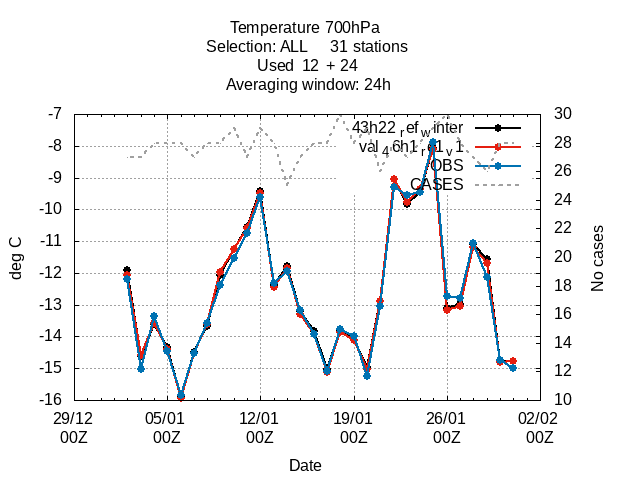 Temperature 700hPa
Selection: ALL 31 stations
Used 12 + 24
Averaging window: 24h
-7
-8
-9
-10
-11
-12
-13
-14
-15
-16
deg C
30
28
26
24
22
20
18
16
14
12
10
No cases
43h22_ref_winter
OBS
CASES
29/12 05/01 12/01 19/01 26/01 02/02
00Z 00Z 00Z 00Z 00Z 00Z
Date